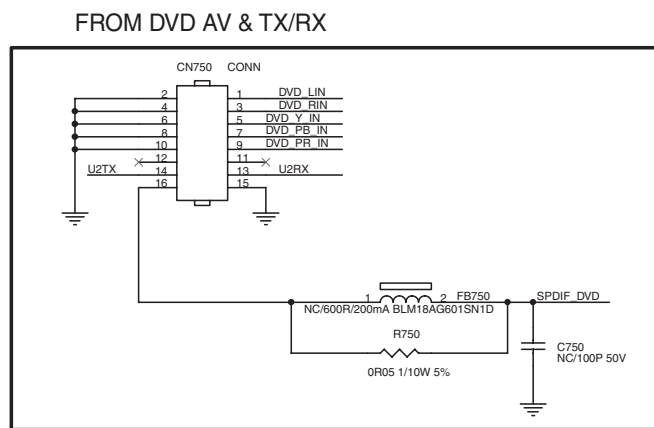 FROM DVD AV & TX/RX
CN750 CONN
2 1 DVD_LIN
4 3 DVD_RIN
6 5 DVD_Y_IN
8 7 DVD_PB_IN
10 9 DVD_PR_IN
12 11
U2TX 14 13 U2RX
16 15
1 2 FB750 SPDIF_DVD
NC/600R/200mA BLM18AG601SN1D
R750
0R05 1/10W 5%
C750
NC/100P 50V